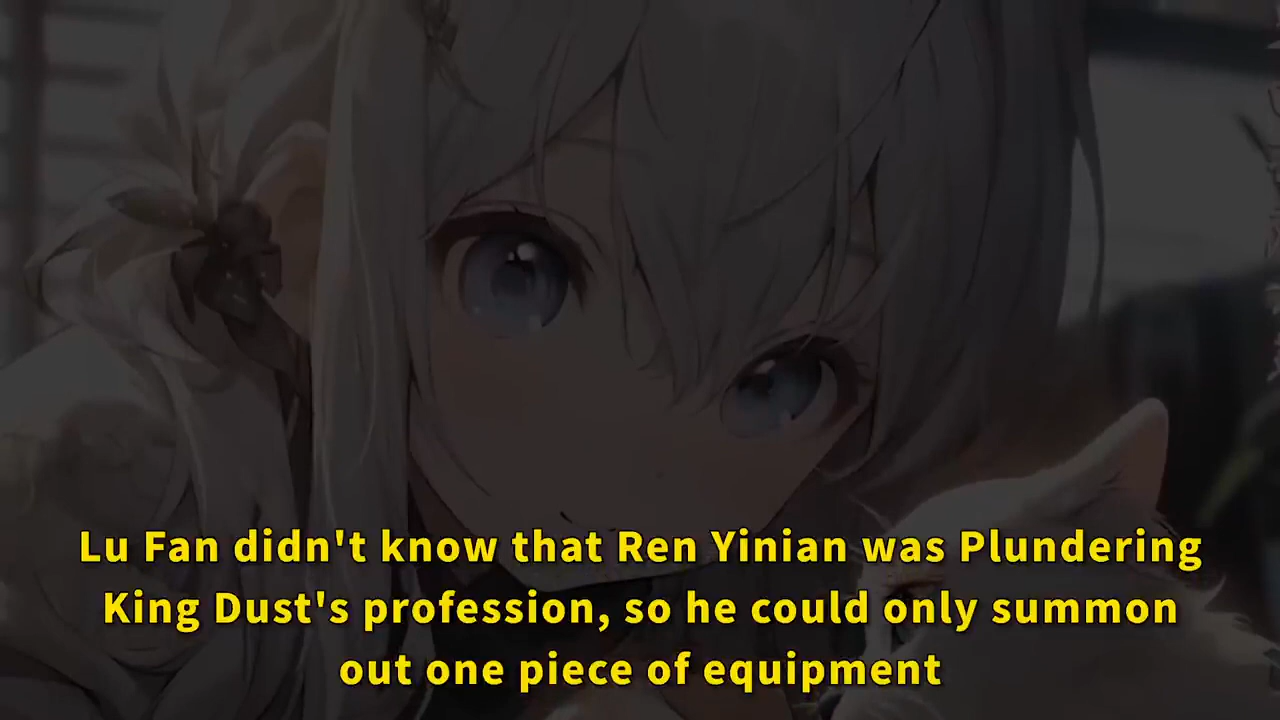 Lu Fan didn't know that Ren Yinian was Plundering
King Dust's profession, so he could only summon
out one piece of equipment